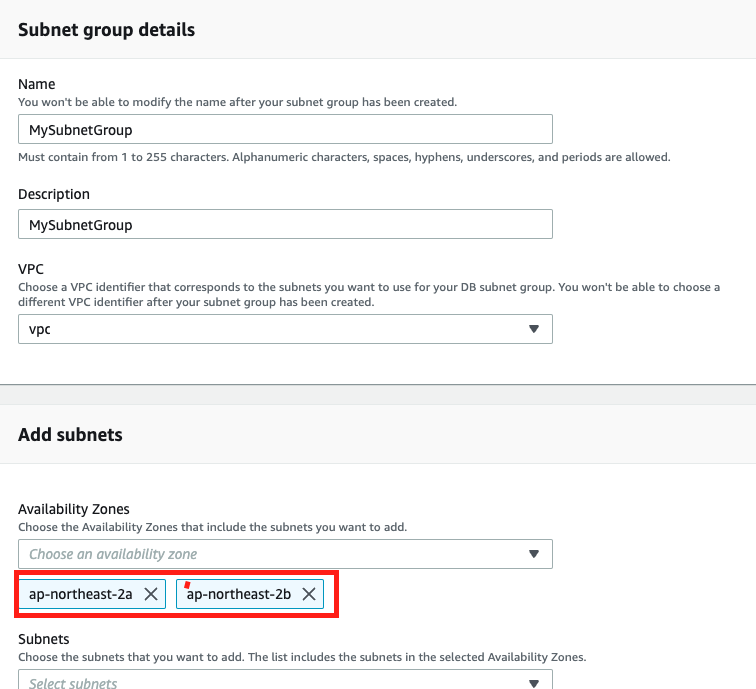 Subnet group details
Name
You won't be able to modify the name after your subnet group has been created.
MySubnetGroup
Must contain from 1 to 255 characters. Alphanumeric characters, spaces, hyphens, underscores, and periods are allowed.
Description
MySubnetGroup
VPC
Choose a VPC identifier that corresponds to the subnets you want to use for your DB subnet group. You won't be able to choose a
different VPC identifier after your subnet group has been created.
vpc
Add subnets
Availability Zones
Choose the Availability Zones that include the subnets you want to add.
Choose an availability zone
ap-northeast-2a ap-northeast-2b
Subnets
Choose the subnets that you want to add. The list includes the subnets in the selected Availability Zones.
Select subnets